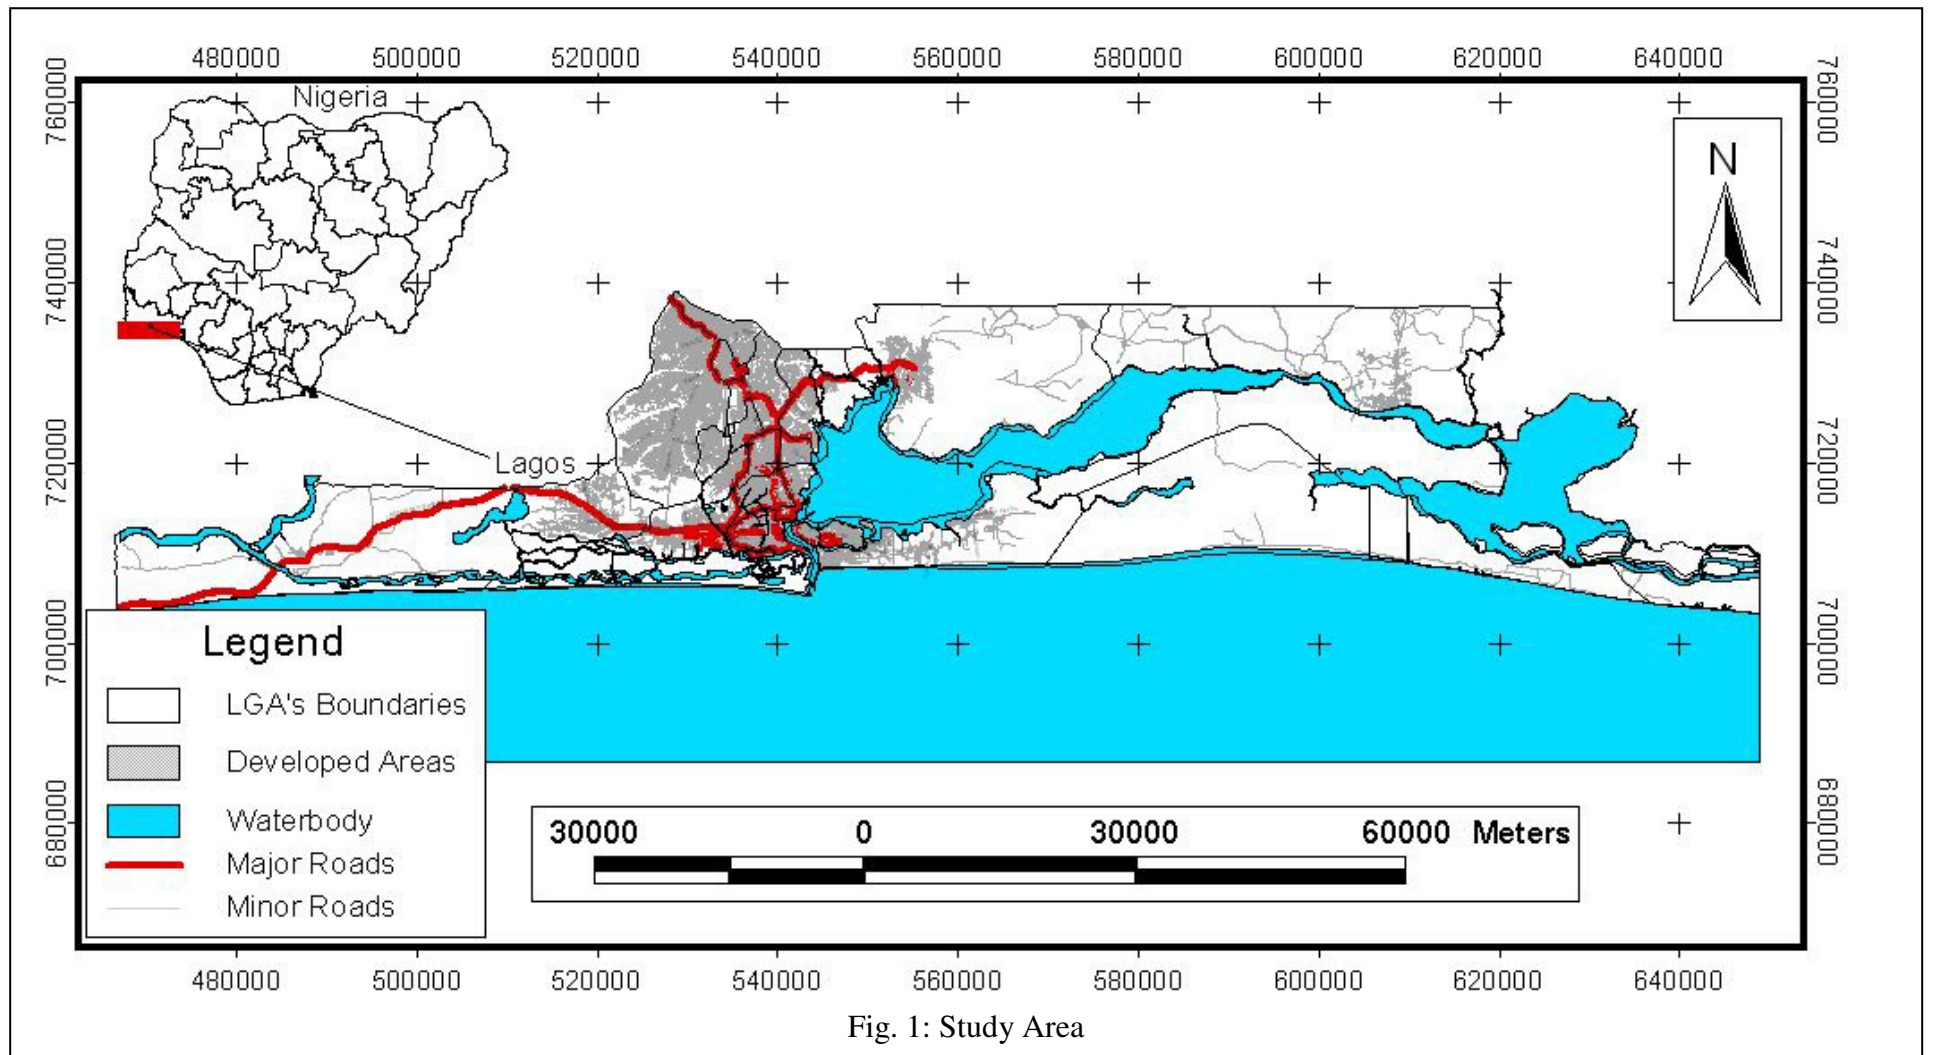 480000 500000 520000 540000 560000 580000 600000 620000 640000
760000
740000
720000
700000
680000
760000
740000
720000
700000
680000
Nigeria
N
Lagos
Legend
LGA's Boundaries
Developed Areas
Waterbody
Major Roads
Minor Roads
30000 0 30000 60000 Meters
480000 500000 520000 540000 560000 580000 600000 620000 640000
Fig. 1: Study Area